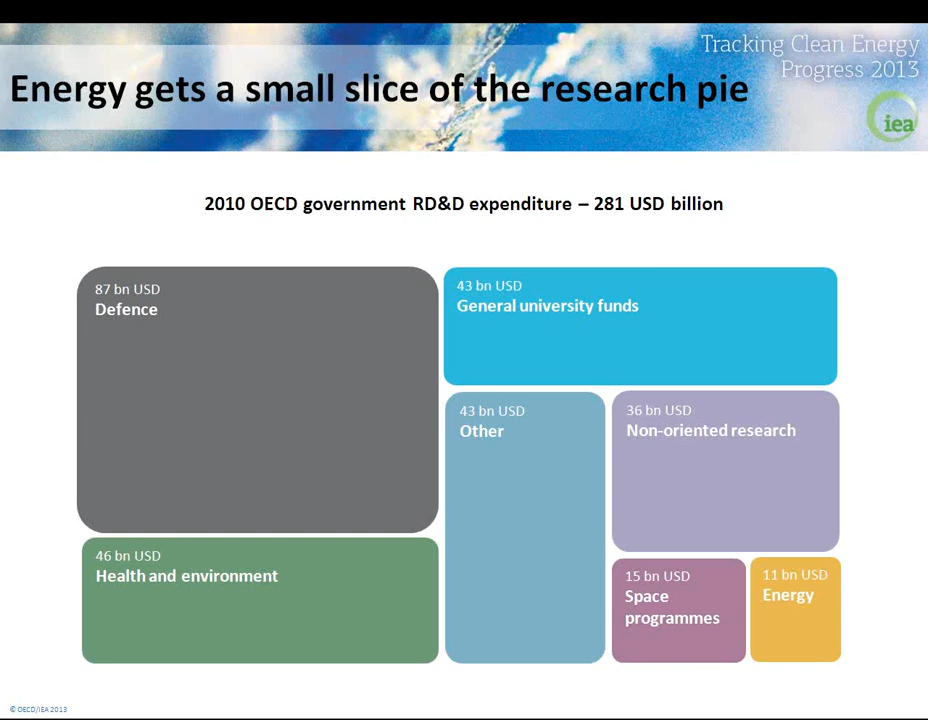 Tracking Clean Energy
Progress 2013
Energy gets a small slice of the research pie
iea
2010 OECD government RD&D expenditure – 281 USD billion
87 bn USD
Defence
43 bn USD
General university funds
43 bn USD
Other
36 bn USD
Non-oriented research
46 bn USD
Health and environment
15 bn USD
Space
programmes
11 bn USD
Energy
© OECD/IEA 2013